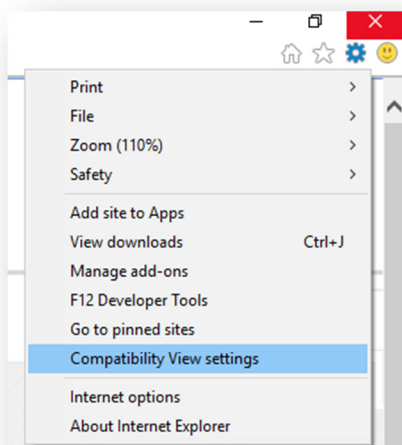 Print
File
Zoom (110%)
Safety
Add site to Apps
View downloads Ctrl+J
Manage add-ons
F12 Developer Tools
Go to pinned sites
Compatibility View settings
Internet options
About Internet Explorer